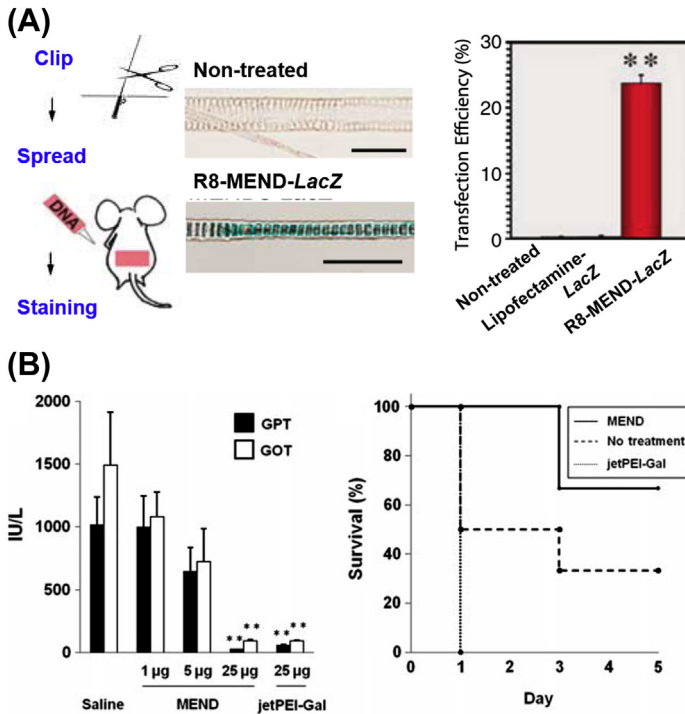 (A)
Clip
Spread
Staining
DNA
Non-treated
R8-MEND-LacZ
Transfection Efficiency (%)
30
20
10
0
**
Non-treated
Lipofectamine-
LacZ
R8-MEND-LacZ
(B)
IU/L
2000
1500
1000
500
0
GPT
GOT
** **
** **
1 µg 5 µg 25 µg 25 µg
Saline MEND jetPEI-Gal
Survival (%)
100
80
60
40
20
0
MEND
No treatment
jetPEI-Gal
0 1 2 3 4 5
Day